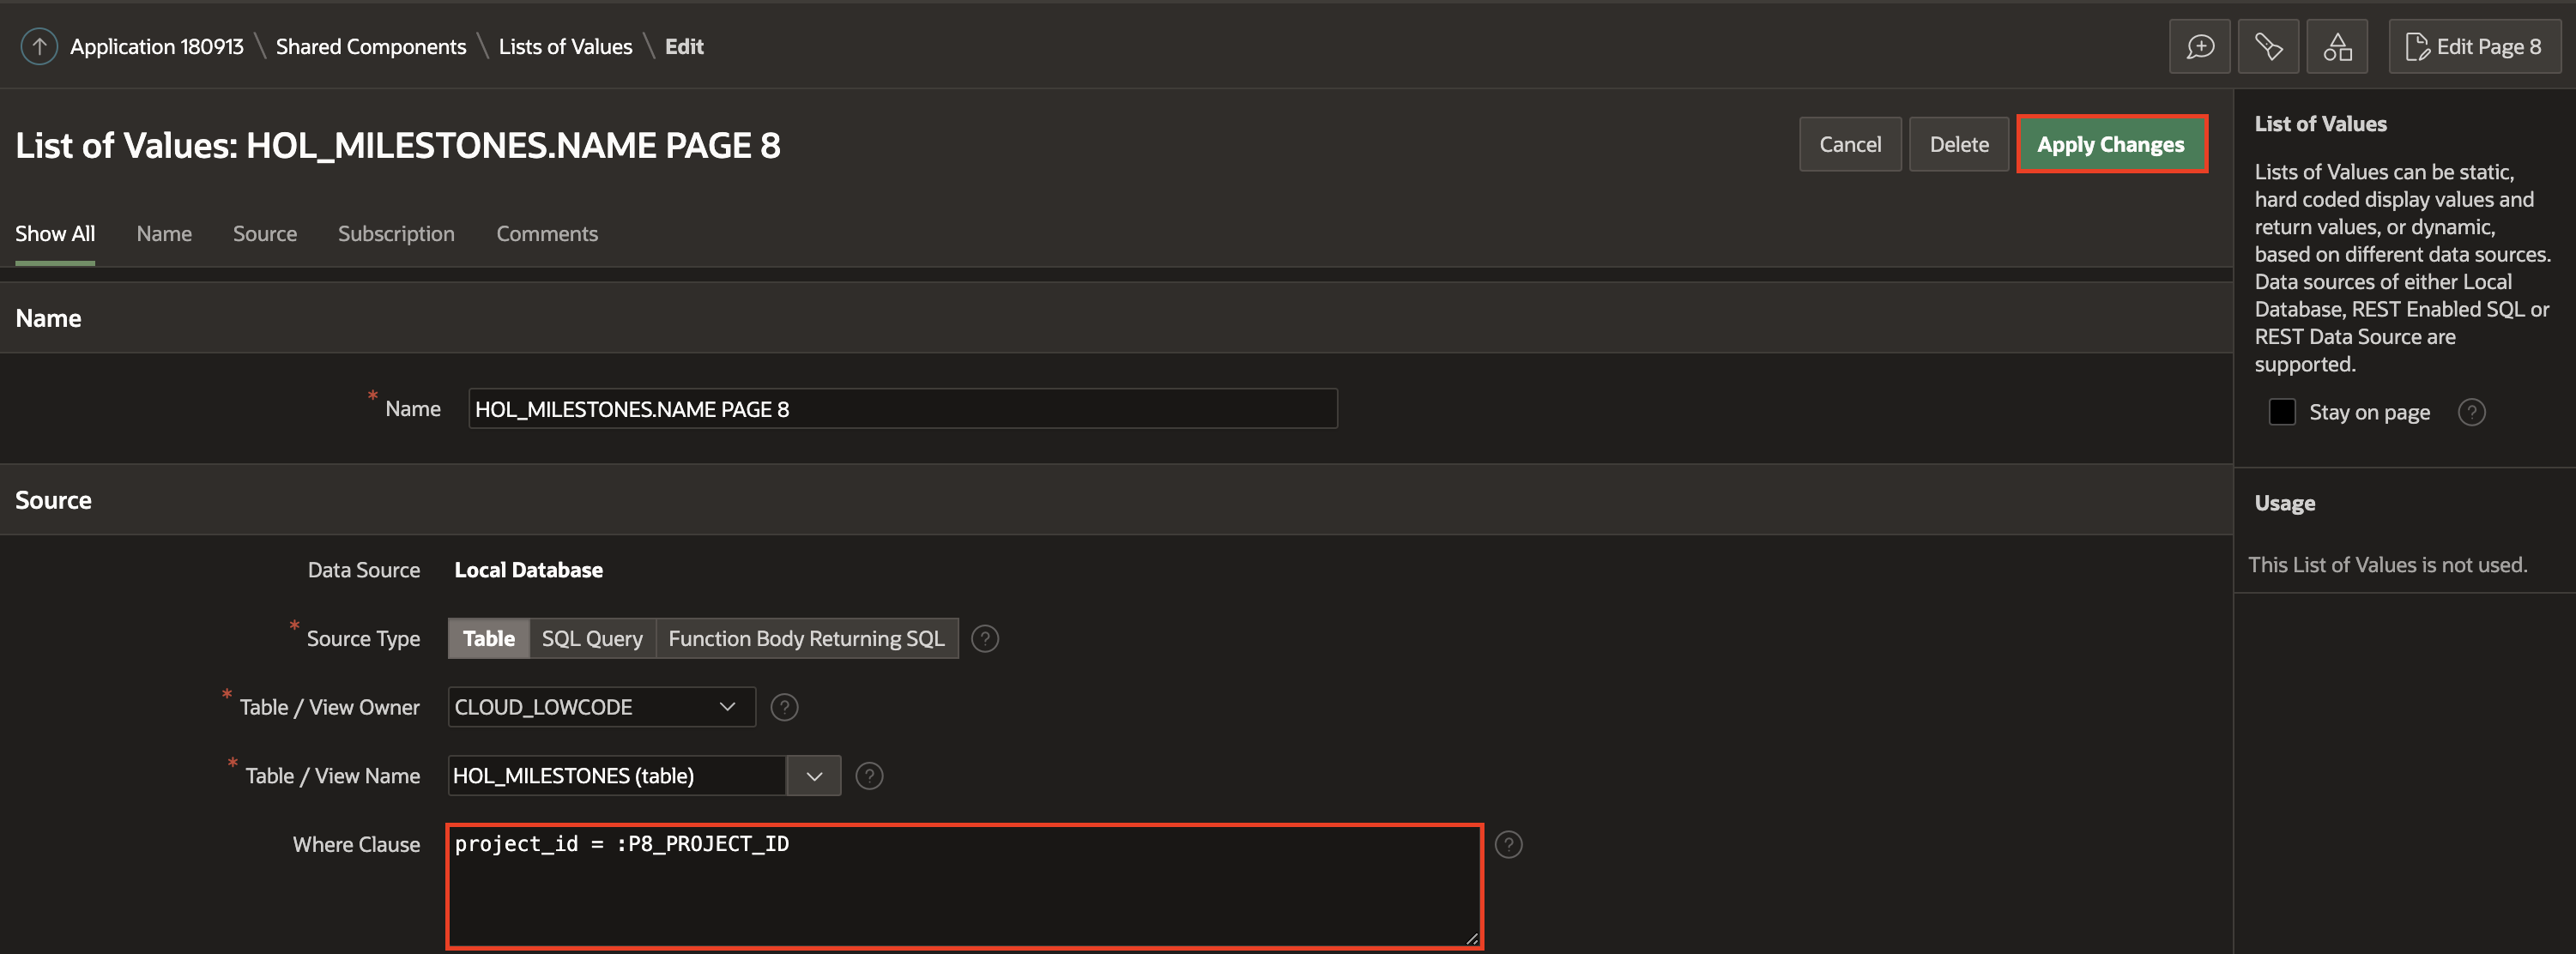 Application 180913 \ Shared Components \ Lists of Values \ Edit
Edit Page 8
List of Values: HOL_MILESTONES.NAME PAGE 8
Cancel
Delete
Apply Changes
Show All
Name
Source
Subscription
Comments
Name
* Name
HOL_MILESTONES.NAME PAGE 8
Source
Data Source
Local Database
* Source Type
Table
SQL Query
Function Body Returning SQL
?
* Table / View Owner
CLOUD_LOWCODE
?
* Table / View Name
HOL_MILESTONES (table)
?
Where Clause
project_id = :P8_PROJECT_ID
?
List of Values
Lists of Values can be static,
hard coded display values and
return values, or dynamic,
based on different data sources.
Data sources of either Local
Database, REST Enabled SQL or
REST Data Source are
supported.
Stay on page
?
Usage
This List of Values is not used.